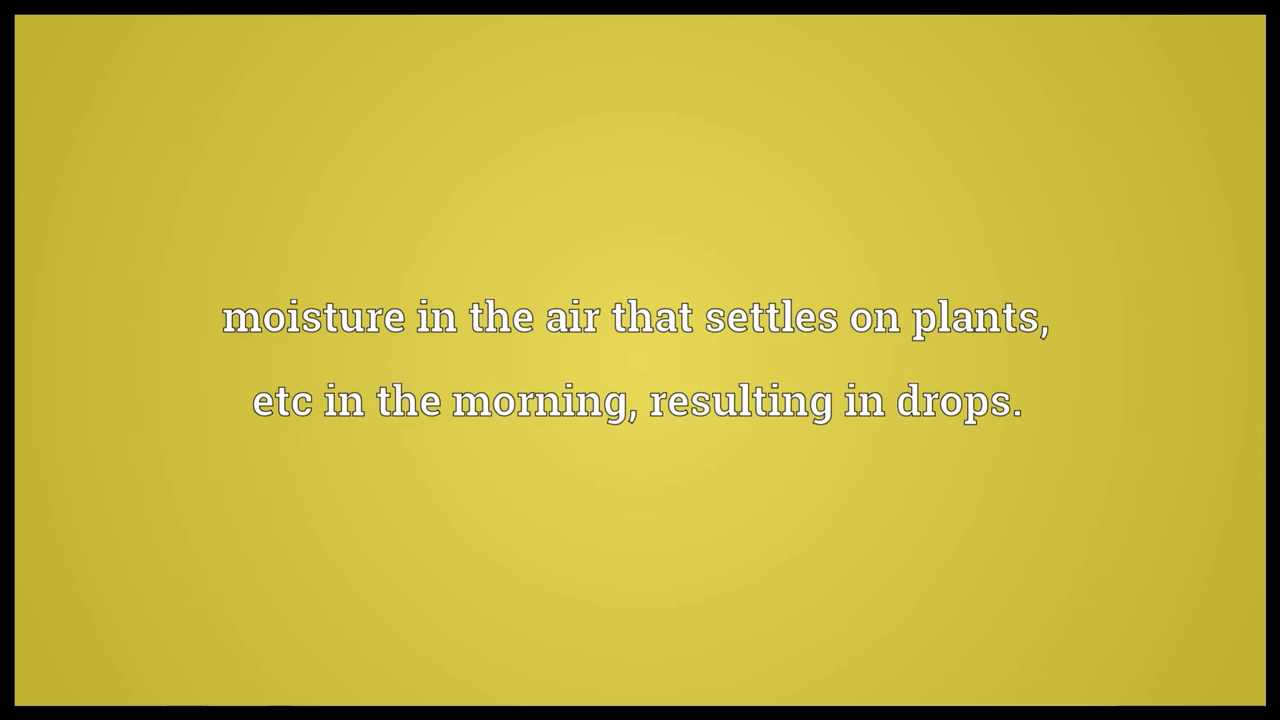 moisture in the air that settles on plants,
etc in the morning, resulting in drops.